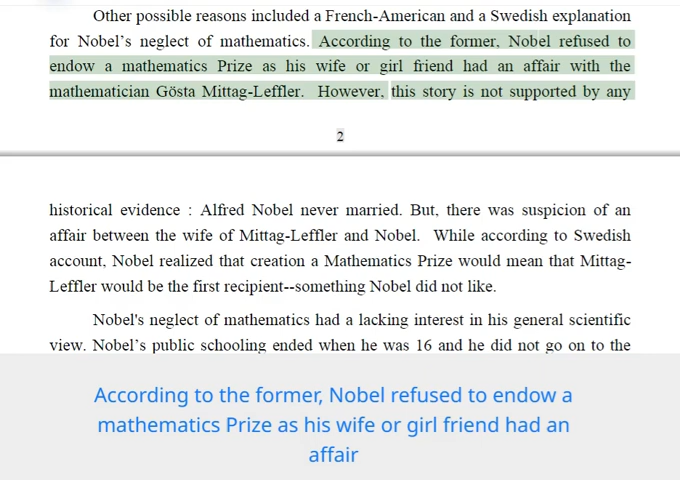 Other possible reasons included a French-American and a Swedish explanation
for Nobel's neglect of mathematics. According to the former, Nobel refused to
endow a mathematics Prize as his wife or girl friend had an affair with the
mathematician Gösta Mittag-Leffler. However, this story is not supported by any
2
historical evidence : Alfred Nobel never married. But, there was suspicion of an
affair between the wife of Mittag-Leffler and Nobel. While according to Swedish
account, Nobel realized that creation a Mathematics Prize would mean that Mittag-
Leffler would be the first recipient--something Nobel did not like.
Nobel's neglect of mathematics had a lacking interest in his general scientific
view. Nobel's public schooling ended when he was 16 and he did not go on to the
According to the former, Nobel refused to endow a
mathematics Prize as his wife or girl friend had an
affair